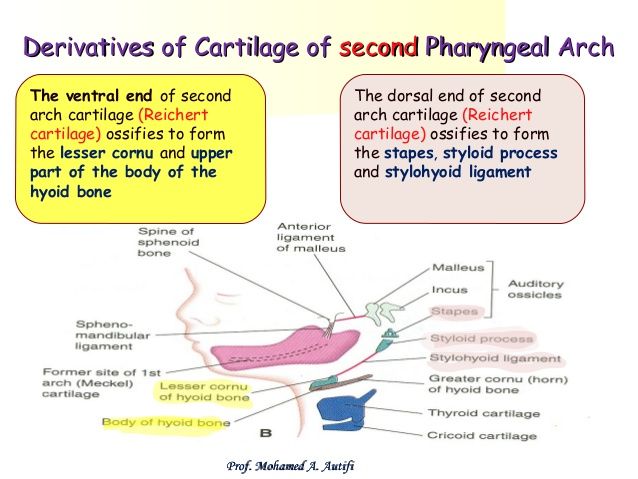 Derivatives of Cartilage of second Pharyngeal Arch
The ventral end of second
arch cartilage (Reichert
cartilage) ossifies to form
the lesser cornu and upper
part of the body of the
hyoid bone
The dorsal end of second
arch cartilage (Reichert
cartilage) ossifies to form
the stapes, styloid process
and stylohyoid ligament
Spine of
sphenoid
bone
Anterior
ligament
of malleus
Malleus
Incus
Auditory
ossicles
Stapes
Spheno-
mandibular
ligament
Styloid process
Stylohyoid ligament
Former site of 1st
arch (Meckel)
cartilage
Lesser cornu
of hyoid bone
Greater cornu (horn)
of hyoid bone
Body of hyoid bone
Thyroid cartilage
Cricoid cartilage
B
Prof. Mohamed A. Autifi